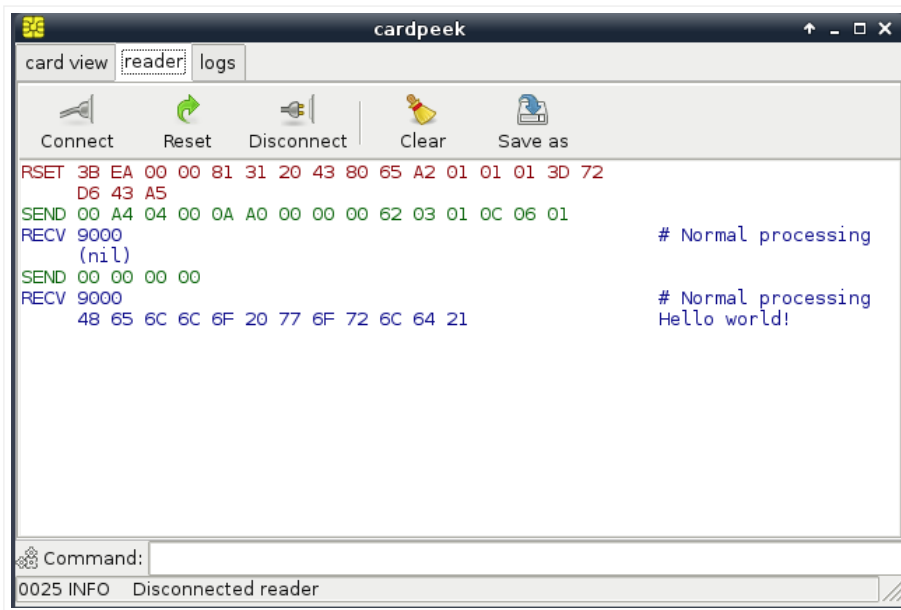 cardpeek
card view reader logs
Connect Reset Disconnect Clear Save as
RSET 3B EA 00 00 81 31 20 43 80 65 A2 01 01 01 3D 72
D6 43 A5
SEND 00 A4 04 00 0A A0 00 00 00 62 03 01 0C 06 01
RECV 9000 # Normal processing
(nil)
SEND 00 00 00 00
RECV 9000 # Normal processing
48 65 6C 6C 6F 20 77 6F 72 6C 64 21 Hello world!
Command:
0025 INFO Disconnected reader